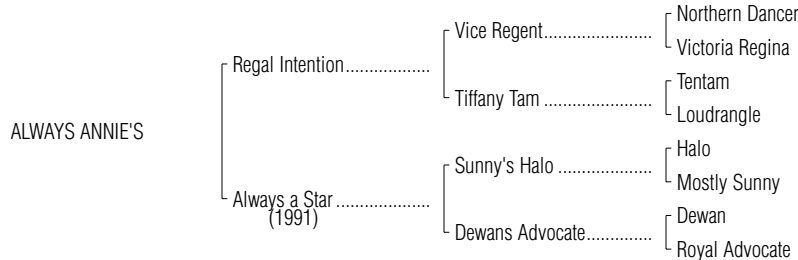 Northern Dancer
Vice Regent.......................
Victoria Regina
Regal Intention..................
Tentam
Tiffany Tam .......................
Loudrangle
ALWAYS ANNIE'S
Halo
Sunny's Halo ....................
Mostly Sunny
Always a Star ....................
(1991)
Dewan
Dewans Advocate..............
Royal Advocate